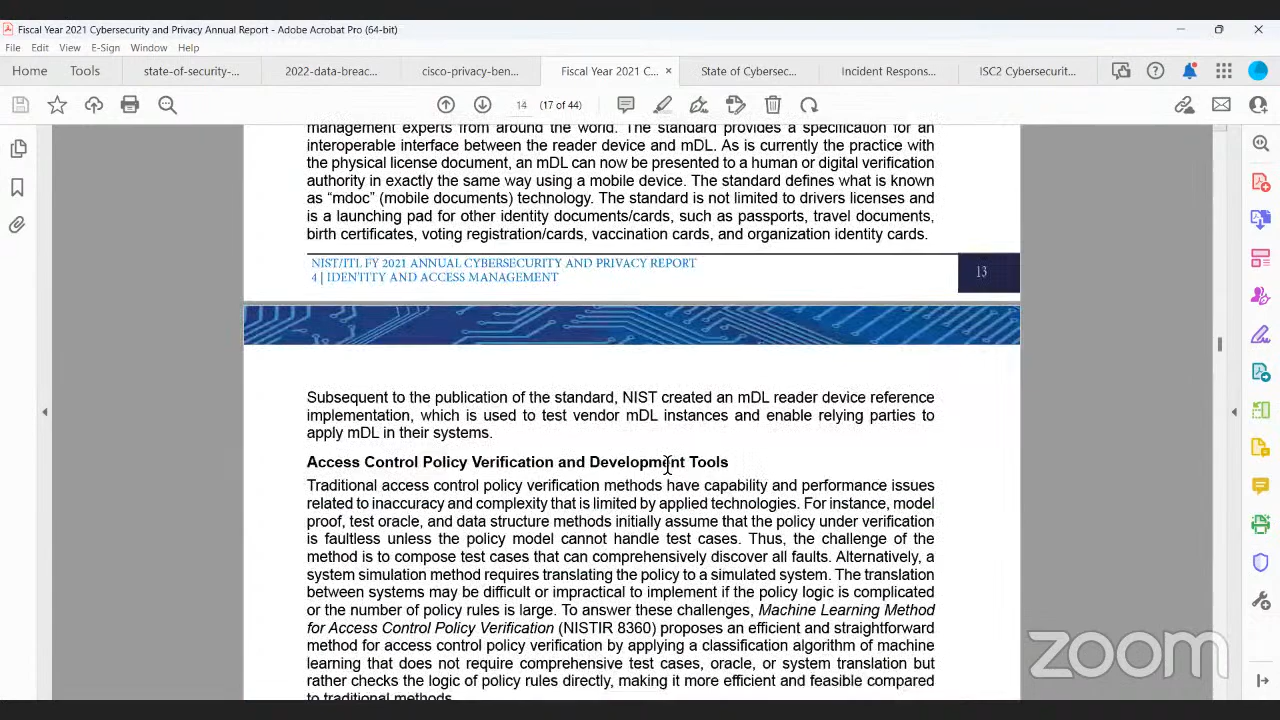 Fiscal Year 2021 Cybersecurity and Privacy Annual Report - Adobe Acrobat Pro (64-bit)
File Edit View E-Sign Window Help
Home Tools state-of-security-... 2022-data-breac... cisco-privacy-ben... Fiscal Year 2021 C... × State of Cybersec... Incident Respons... ISC2 Cybersecurit...
14 (17 of 44)
management experts from around the world. The standard provides a specification for an
interoperable interface between the reader device and mDL. As is currently the practice with
the physical license document, an mDL can now be presented to a human or digital verification
authority in exactly the same way using a mobile device. The standard defines what is known
as “mdoc” (mobile documents) technology. The standard is not limited to drivers licenses and
is a launching pad for other identity documents/cards, such as passports, travel documents,
birth certificates, voting registration/cards, vaccination cards, and organization identity cards.
NIST/ITL FY 2021 ANNUAL CYBERSECURITY AND PRIVACY REPORT
4 | IDENTITY AND ACCESS MANAGEMENT
13
Subsequent to the publication of the standard, NIST created an mDL reader device reference
implementation, which is used to test vendor mDL instances and enable relying parties to
apply mDL in their systems.
Access Control Policy Verification and Development Tools
Traditional access control policy verification methods have capability and performance issues
related to inaccuracy and complexity that is limited by applied technologies. For instance, model
proof, test oracle, and data structure methods initially assume that the policy under verification
is faultless unless the policy model cannot handle test cases. Thus, the challenge of the
method is to compose test cases that can comprehensively discover all faults. Alternatively, a
system simulation method requires translating the policy to a simulated system. The translation
between systems may be difficult or impractical to implement if the policy logic is complicated
or the number of policy rules is large. To answer these challenges, Machine Learning Method
for Access Control Policy Verification (NISTIR 8360) proposes an efficient and straightforward
method for access control policy verification by applying a classification algorithm of machine
learning that does not require comprehensive test cases, oracle, or system translation but
rather checks the logic of policy rules directly, making it more efficient and feasible compared
to traditional methods.
zoom